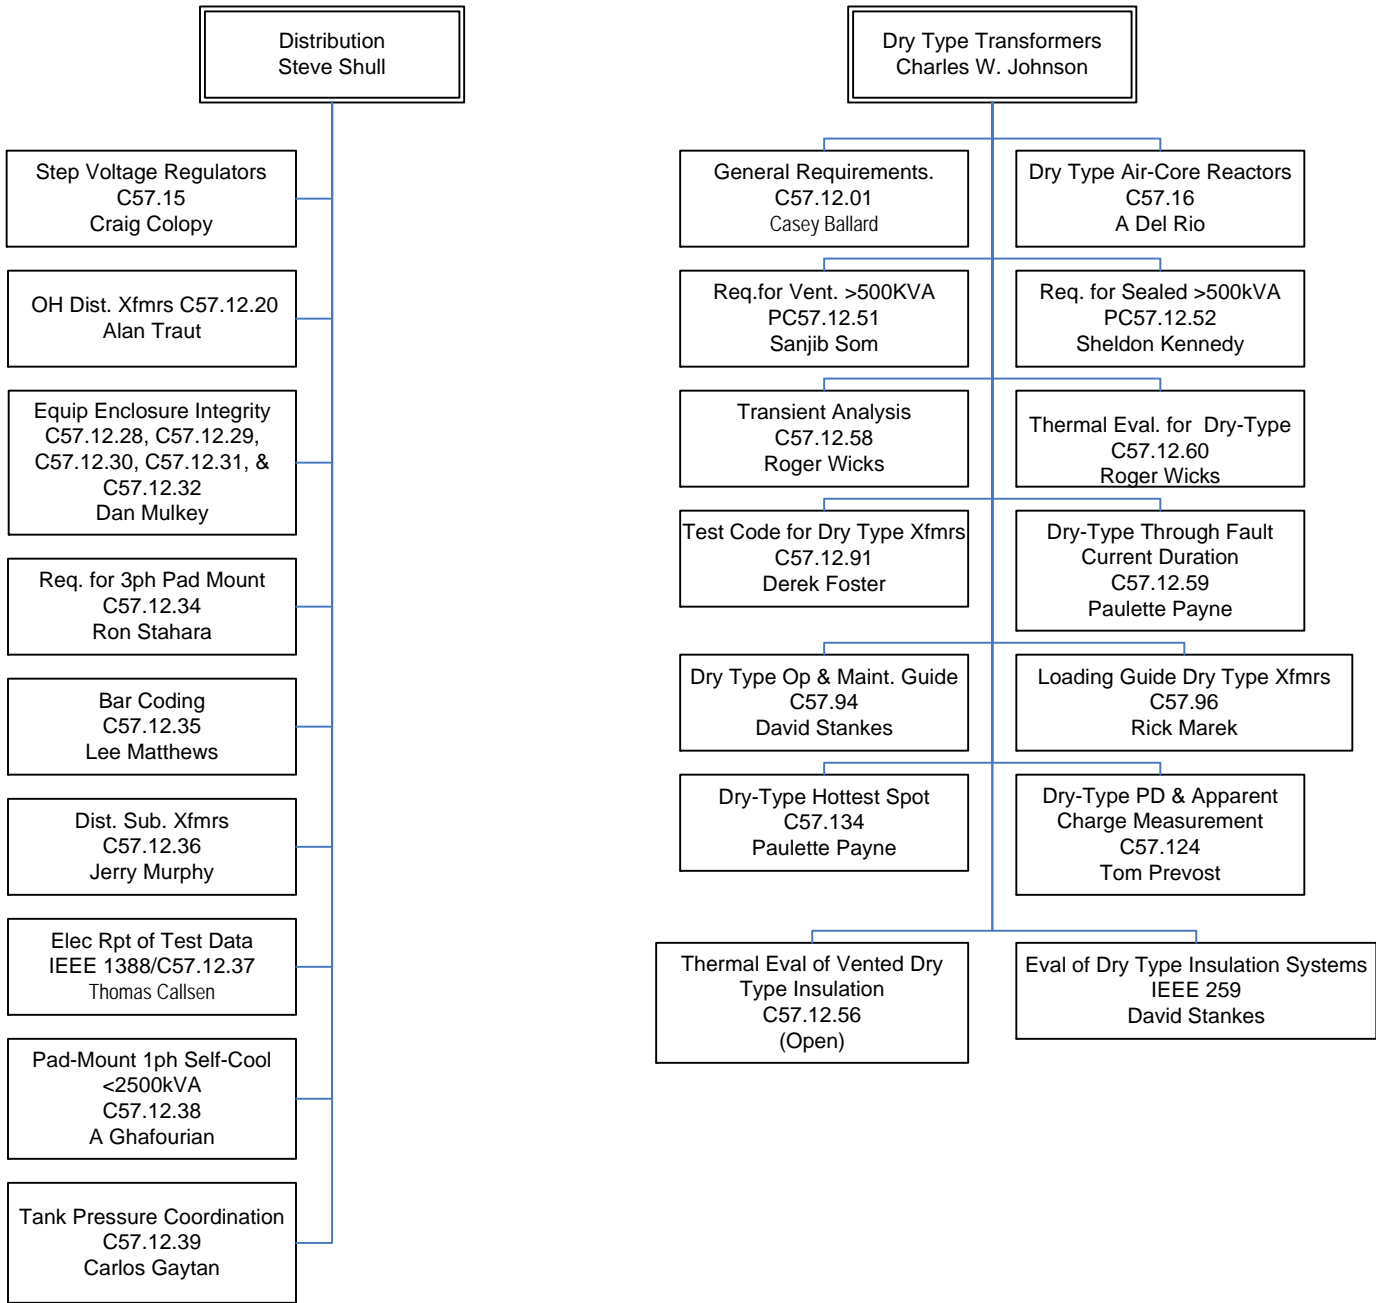 Distribution
Steve Shull
Step Voltage Regulators
C57.15
Craig Colopy
OH Dist. Xfmrs C57.12.20
Alan Traut
Equip Enclosure Integrity
C57.12.28, C57.12.29,
C57.12.30, C57.12.31, &
C57.12.32
Dan Mulkey
Req. for 3ph Pad Mount
C57.12.34
Ron Stahara
Bar Coding
C57.12.35
Lee Matthews
Dist. Sub. Xfmrs
C57.12.36
Jerry Murphy
Elec Rpt of Test Data
IEEE 1388/C57.12.37
Thomas Callsen
Pad-Mount 1ph Self-Cool
<2500kVA
C57.12.38
A Ghafourian
Tank Pressure Coordination
C57.12.39
Carlos Gaytan
Dry Type Transformers
Charles W. Johnson
General Requirements.
C57.12.01
Casey Ballard
Dry Type Air-Core Reactors
C57.16
A Del Rio
Req.for Vent. >500KVA
PC57.12.51
Sanjib Som
Req. for Sealed >500kVA
PC57.12.52
Sheldon Kennedy
Transient Analysis
C57.12.58
Roger Wicks
Thermal Eval. for  Dry-Type
C57.12.60
Roger Wicks
Test Code for Dry Type Xfmrs
C57.12.91
Derek Foster
Dry-Type Through Fault
Current Duration
C57.12.59
Paulette Payne
Dry Type Op & Maint. Guide
C57.94
David Stankes
Loading Guide Dry Type Xfmrs
C57.96
Rick Marek
Dry-Type Hottest Spot
C57.134
Paulette Payne
Dry-Type PD & Apparent
Charge Measurement
C57.124
Tom Prevost
Thermal Eval of Vented Dry
Type Insulation
C57.12.56
(Open)
Eval of Dry Type Insulation Systems
IEEE 259
David Stankes